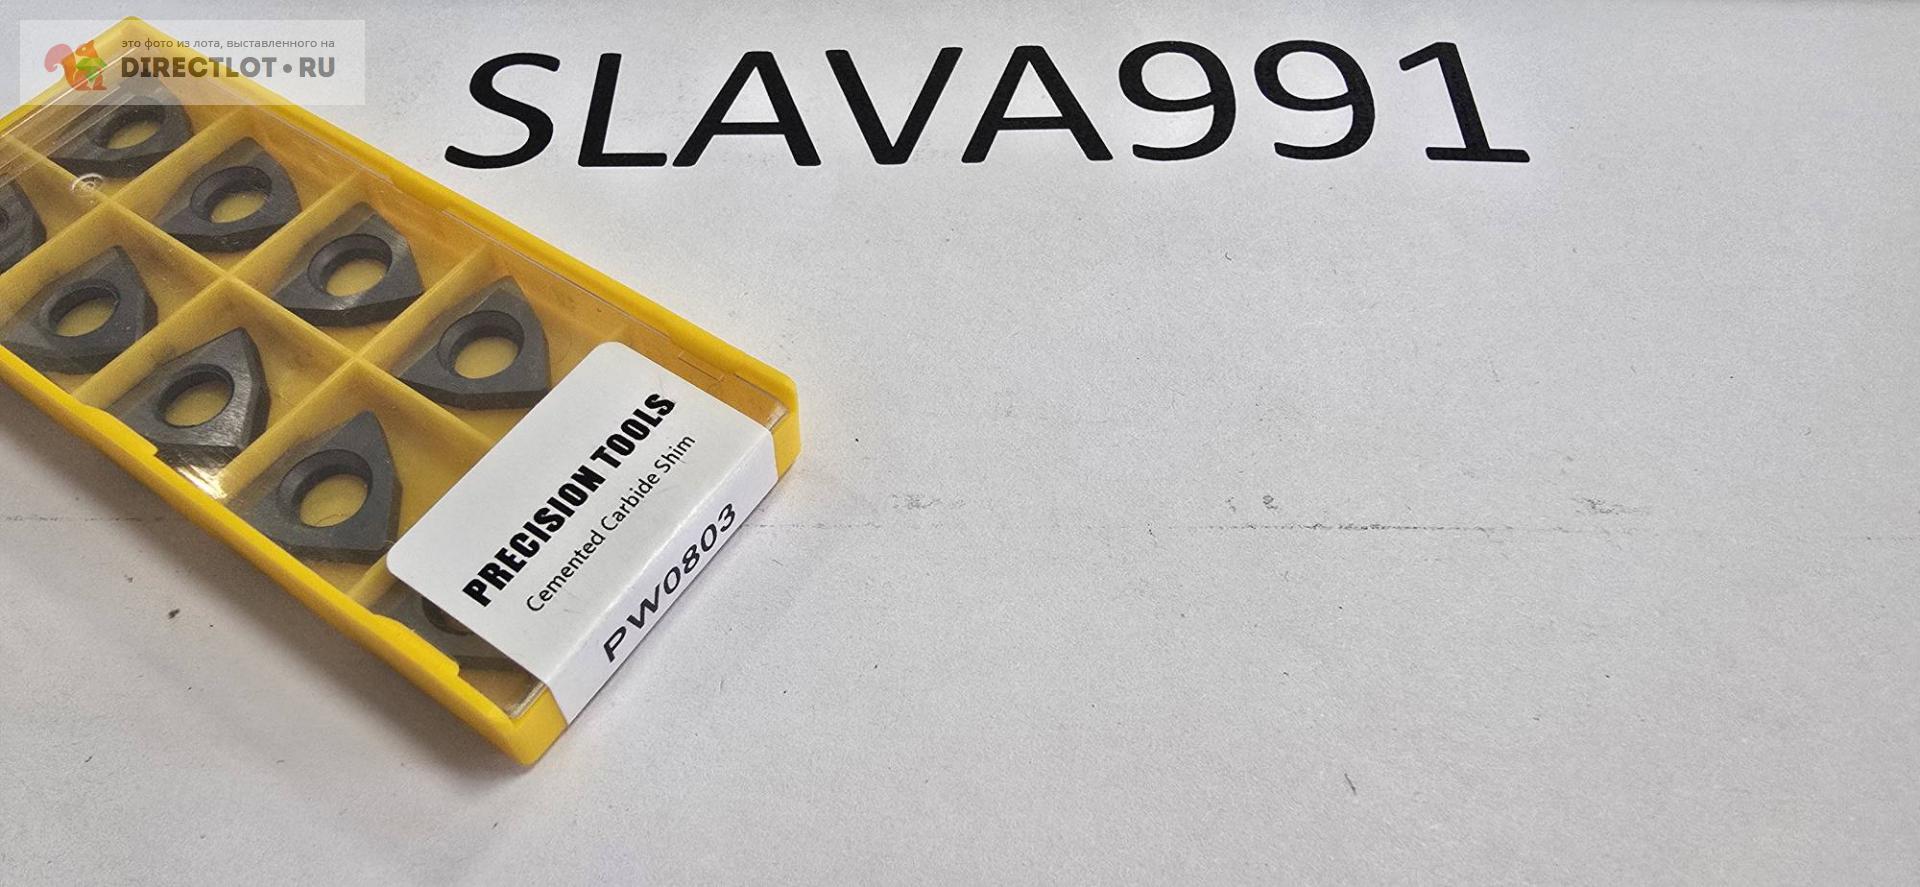 это фото из лота, выставленного на
DIRECTLOT•RU
SLAVA991
PRECISION TOOLS
Cemented Carbide Shim
PW0803